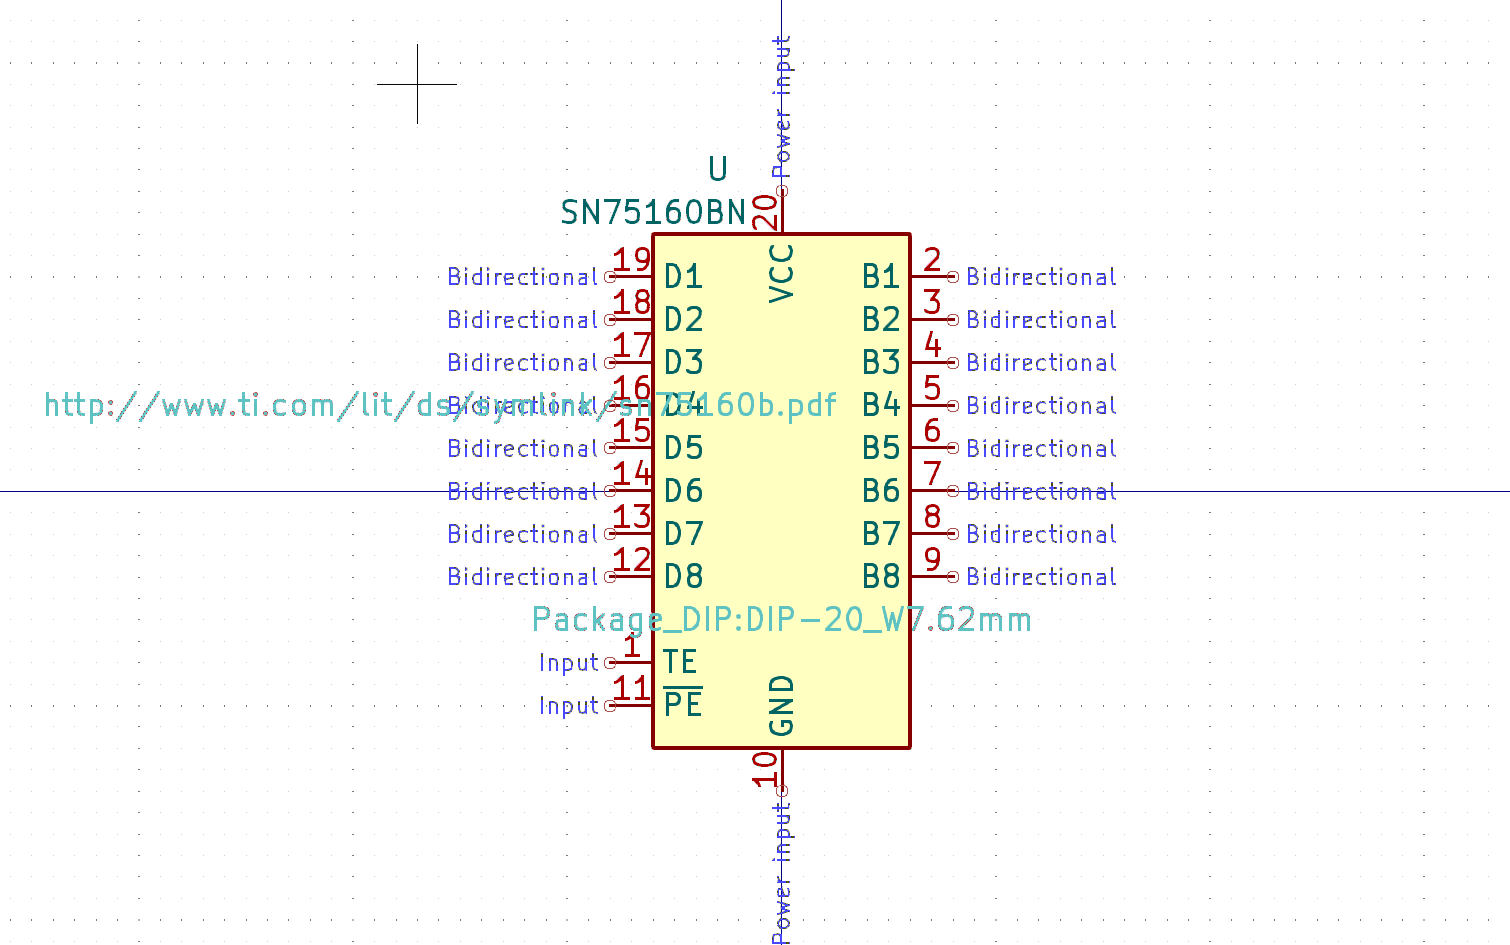 Power input
U
SN75160BN
20
VCC
Bidirectional 19 D1 B1 2 Bidirectional
Bidirectional 18 D2 B2 3 Bidirectional
Bidirectional 17 D3 B3 4 Bidirectional
Bidirectional 16 D4 B4 5 Bidirectional
http://www.ti.com/lit/ds/symlink/sn75160b.pdf
Bidirectional 15 D5 B5 6 Bidirectional
Bidirectional 14 D6 B6 7 Bidirectional
Bidirectional 13 D7 B7 8 Bidirectional
Bidirectional 12 D8 B8 9 Bidirectional
Package_DIP:DIP-20_W7.62mm
Input 1 TE
Input 11 PE
GND
10
Power input